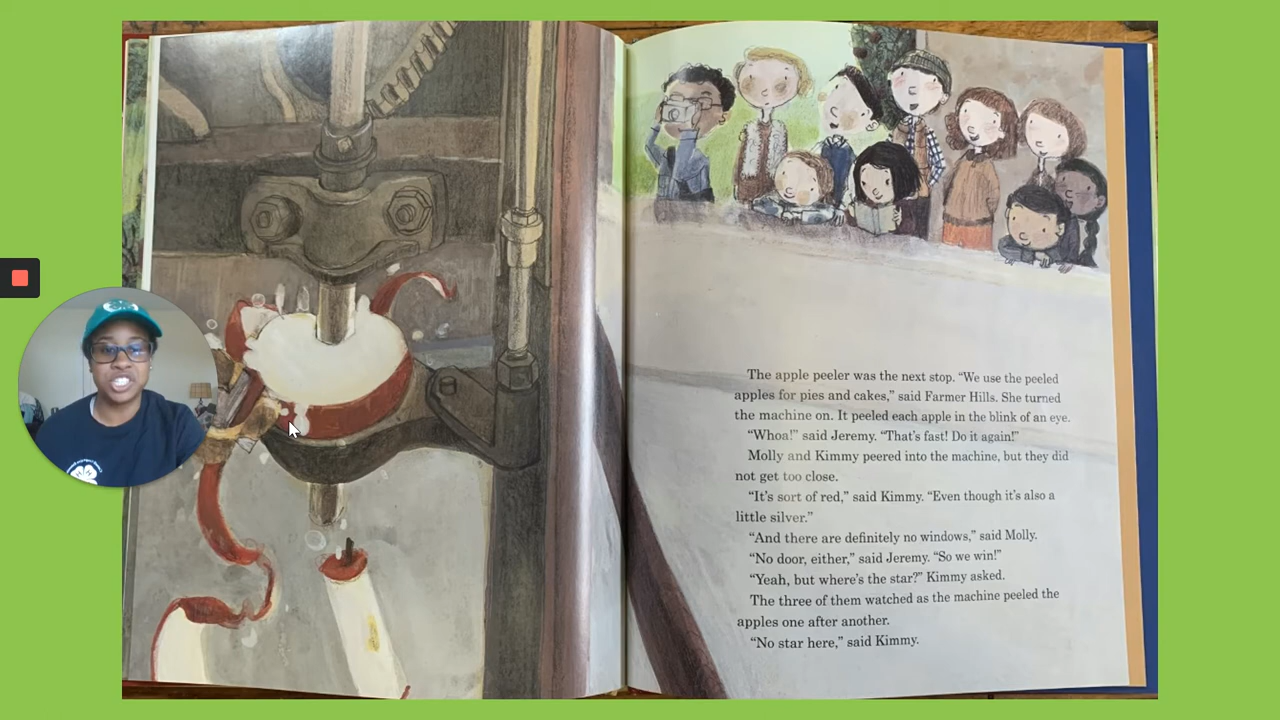 The apple peeler was the next stop. “We use the peeled
apples for pies and cakes,” said Farmer Hills. She turned
the machine on. It peeled each apple in the blink of an eye.
“Whoa!” said Jeremy. “That’s fast! Do it again!”
Molly and Kimmy peered into the machine, but they did
not get too close.
“It’s sort of red,” said Kimmy. “Even though it’s also a
little silver.”
“And there are definitely no windows,” said Molly.
“No door, either,” said Jeremy. “So we win!”
“Yeah, but where’s the star?” Kimmy asked.
The three of them watched as the machine peeled the
apples one after another.
“No star here,” said Kimmy.